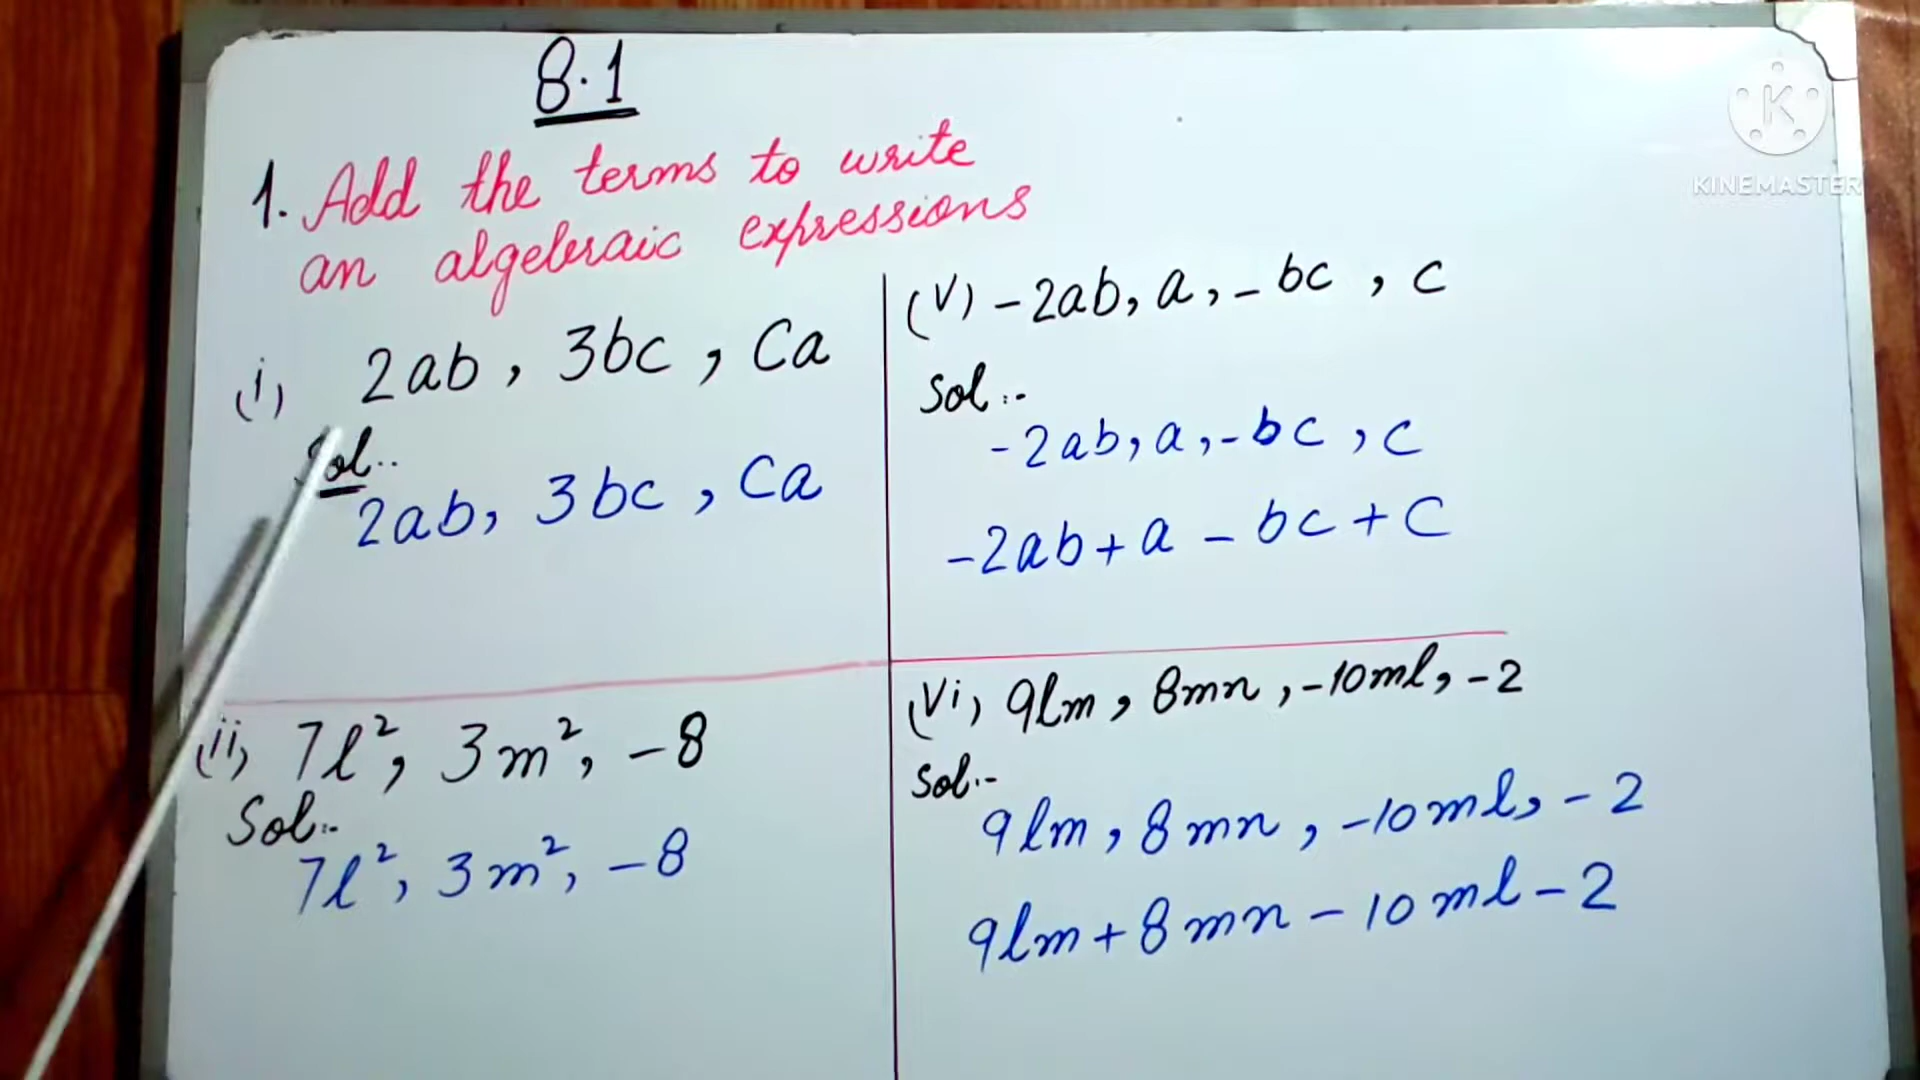 8.1
1. Add the terms to write
an algebraic expressions
(i) 2ab, 3bc, Ca
Sol:-
2ab, 3bc, Ca
(ii) 7l², 3m², -8
Sol:-
7l², 3m², -8
(V) -2ab, a, -bc, c
Sol:-
-2ab, a, -bc, c
-2ab+a - bc + C
(Vi) 9lm, 8mn, -10ml, -2
Sol:-
9lm, 8mn, -10ml, -2
9lm+8mn - 10ml-2
K
KINEMASTER